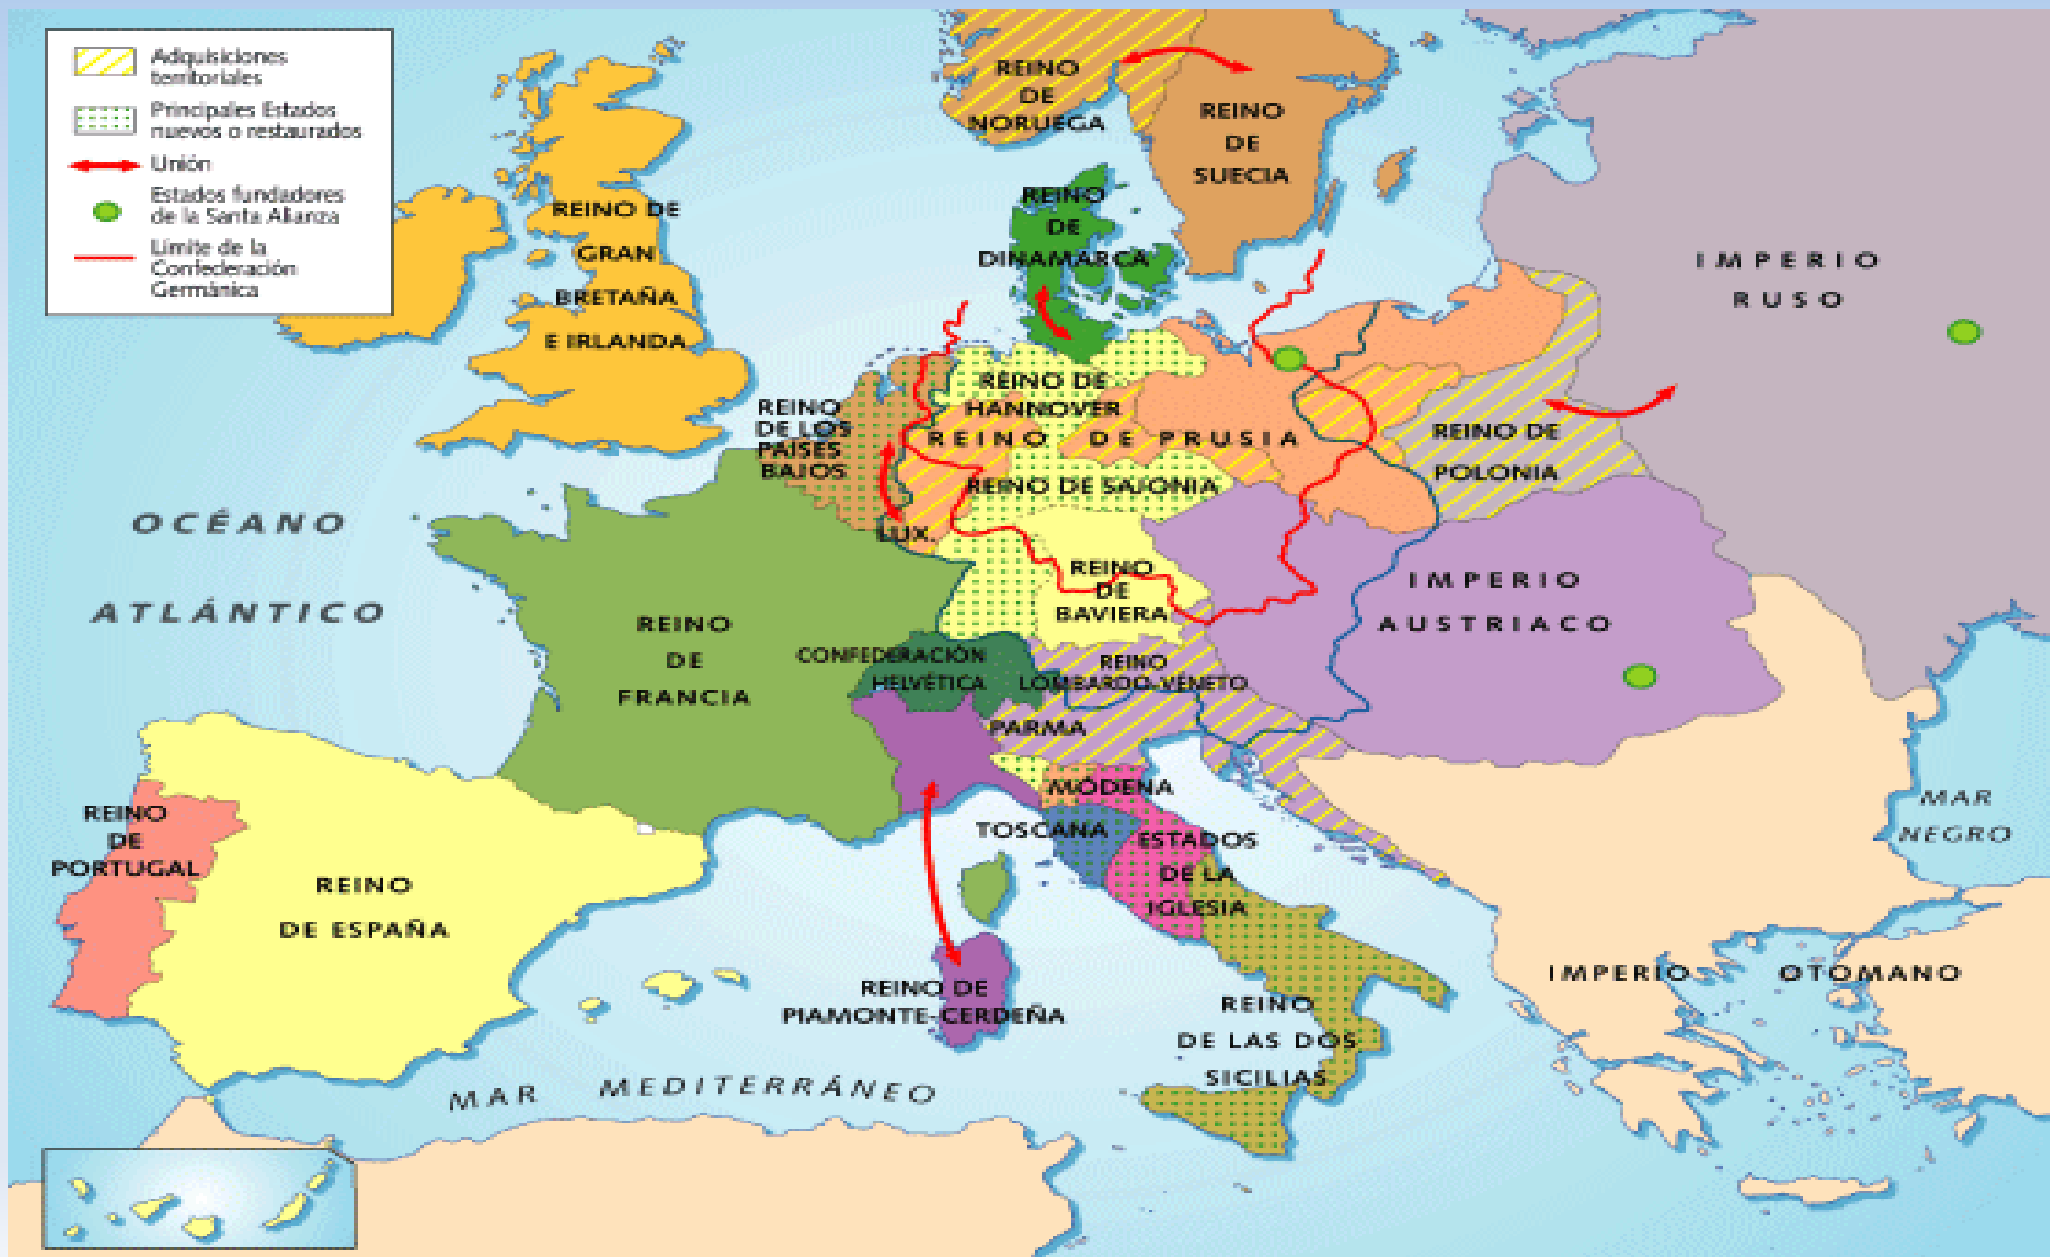 Adquisiciones
territoriales
Principales Estados
nuevos o restaurados
Unión
Estados fundadores
de la Santa Alianza
Límite de la
Confederación
Germánica
REINO
DE
NORUEGA
REINO
DE
SUECIA
REINO
DE
DINAMARCA
REINO DE
GRAN
BRETAÑA
E IRLANDA
IMPERIO
RUSO
REINO DE
HANNOVER
REINO
DE LOS
PAISES
BAJOS
REINO DE PRUSIA
REINO DE
POLONIA
REINO DE SAJONIA
LUX.
OCÉANO
ATLÁNTICO
REINO
DE
BAVIERA
IMPERIO
AUSTRIACO
REINO
DE
FRANCIA
CONFEDERACIÓN
HELVÉTICA
REINO
LOMBARDO-VENETO
PARMA
MÓDENA
TOSCANA
ESTADOS
DE LA
IGLESIA
MAR
NEGRO
REINO
DE
PORTUGAL
REINO
DE ESPAÑA
REINO DE
PIAMONTE-CERDEÑA
REINO
DE LAS DOS
SICILIAS
IMPERIO OTOMANO
MAR MEDITERRÁNEO